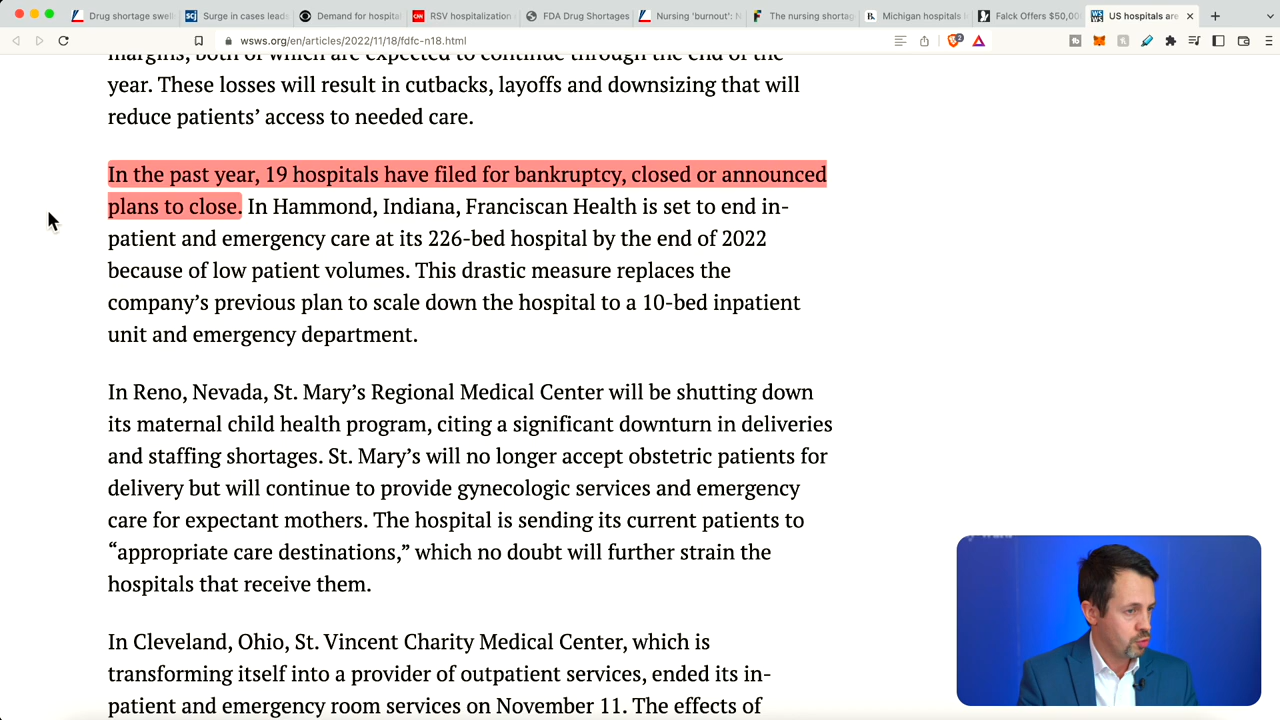 Drug shortage swell
Surge in cases leads
Demand for hospital
RSV hospitalization
FDA Drug Shortages
Nursing 'burnout': N
The nursing shortag
Michigan hospitals
Falck Offers $50,00
US hospitals are
wsws.org/en/articles/2022/11/18/fdfc-n18.html
margins, both of which are expected to continue through the end of the
year. These losses will result in cutbacks, layoffs and downsizing that will
reduce patients’ access to needed care.
In the past year, 19 hospitals have filed for bankruptcy, closed or announced
plans to close. In Hammond, Indiana, Franciscan Health is set to end in-
patient and emergency care at its 226-bed hospital by the end of 2022
because of low patient volumes. This drastic measure replaces the
company’s previous plan to scale down the hospital to a 10-bed inpatient
unit and emergency department.
In Reno, Nevada, St. Mary’s Regional Medical Center will be shutting down
its maternal child health program, citing a significant downturn in deliveries
and staffing shortages. St. Mary’s will no longer accept obstetric patients for
delivery but will continue to provide gynecologic services and emergency
care for expectant mothers. The hospital is sending its current patients to
“appropriate care destinations,” which no doubt will further strain the
hospitals that receive them.
In Cleveland, Ohio, St. Vincent Charity Medical Center, which is
transforming itself into a provider of outpatient services, ended its in-
patient and emergency room services on November 11. The effects of